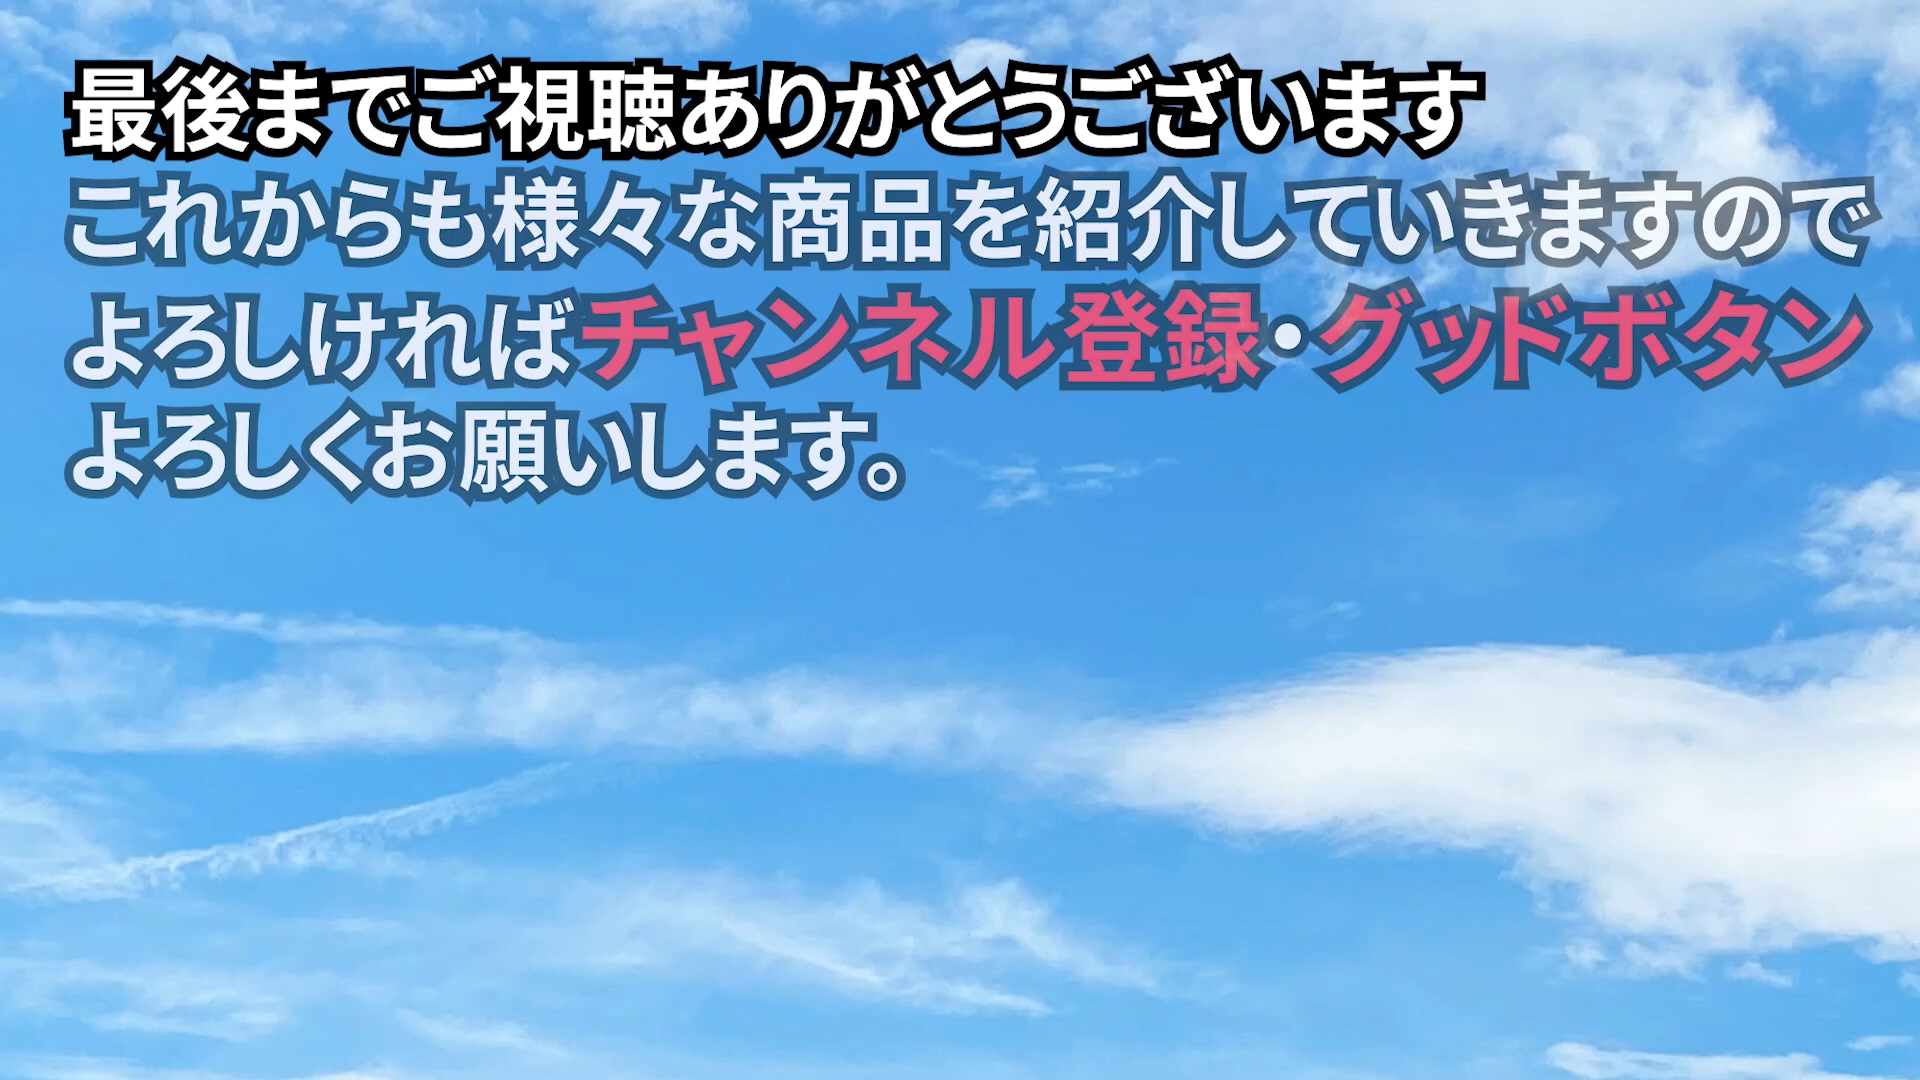 最後までご視聴ありがとうございます
これからも様々な商品を紹介していきますので
よろしければチャンネル登録・グッドボタン
よろしくお願いします。